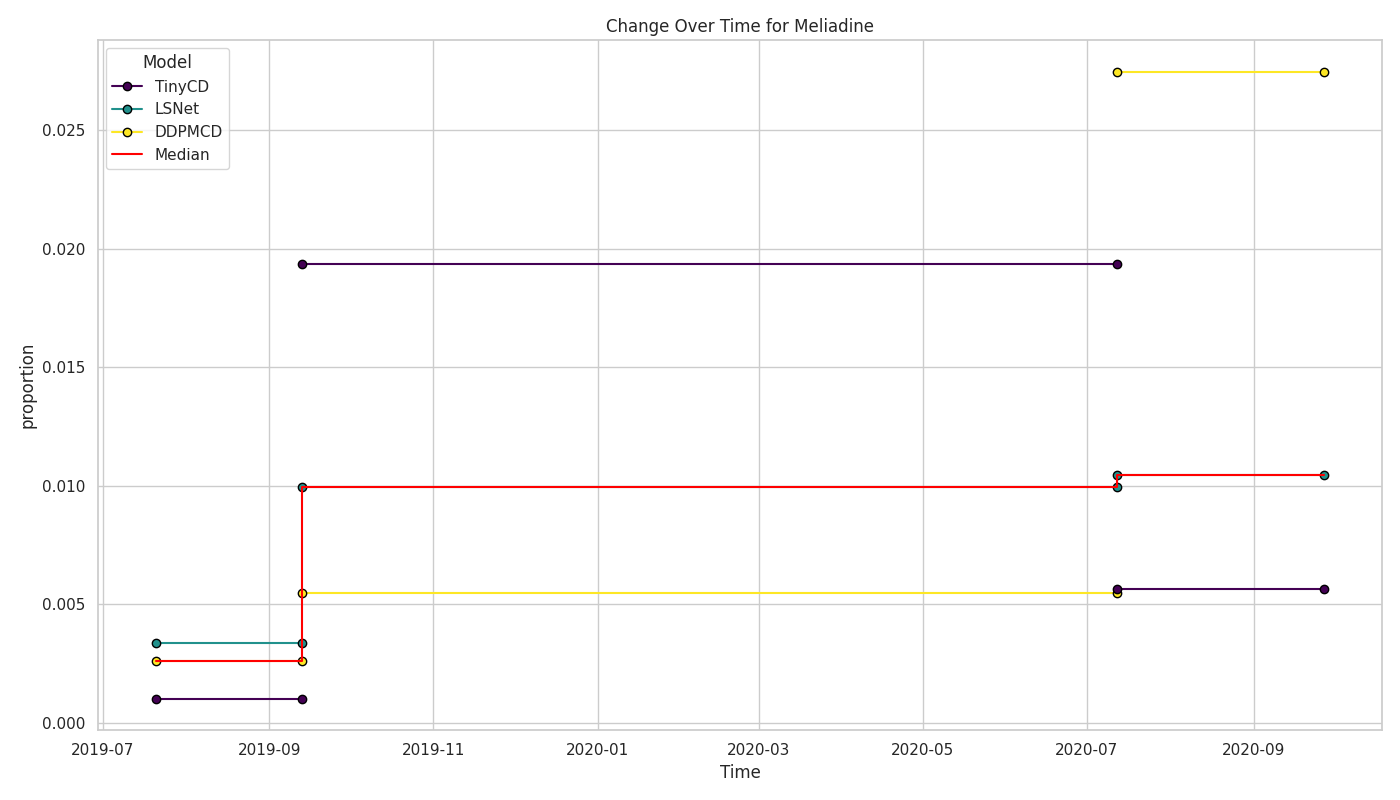 Change Over Time for Meliadine
Model
TinyCD
LSNet
DDPMCD
Median
0.025
0.020
0.015
0.010
0.005
0.000
proportion
2019-07
2019-09
2019-11
2020-01
2020-03
2020-05
2020-07
2020-09
Time